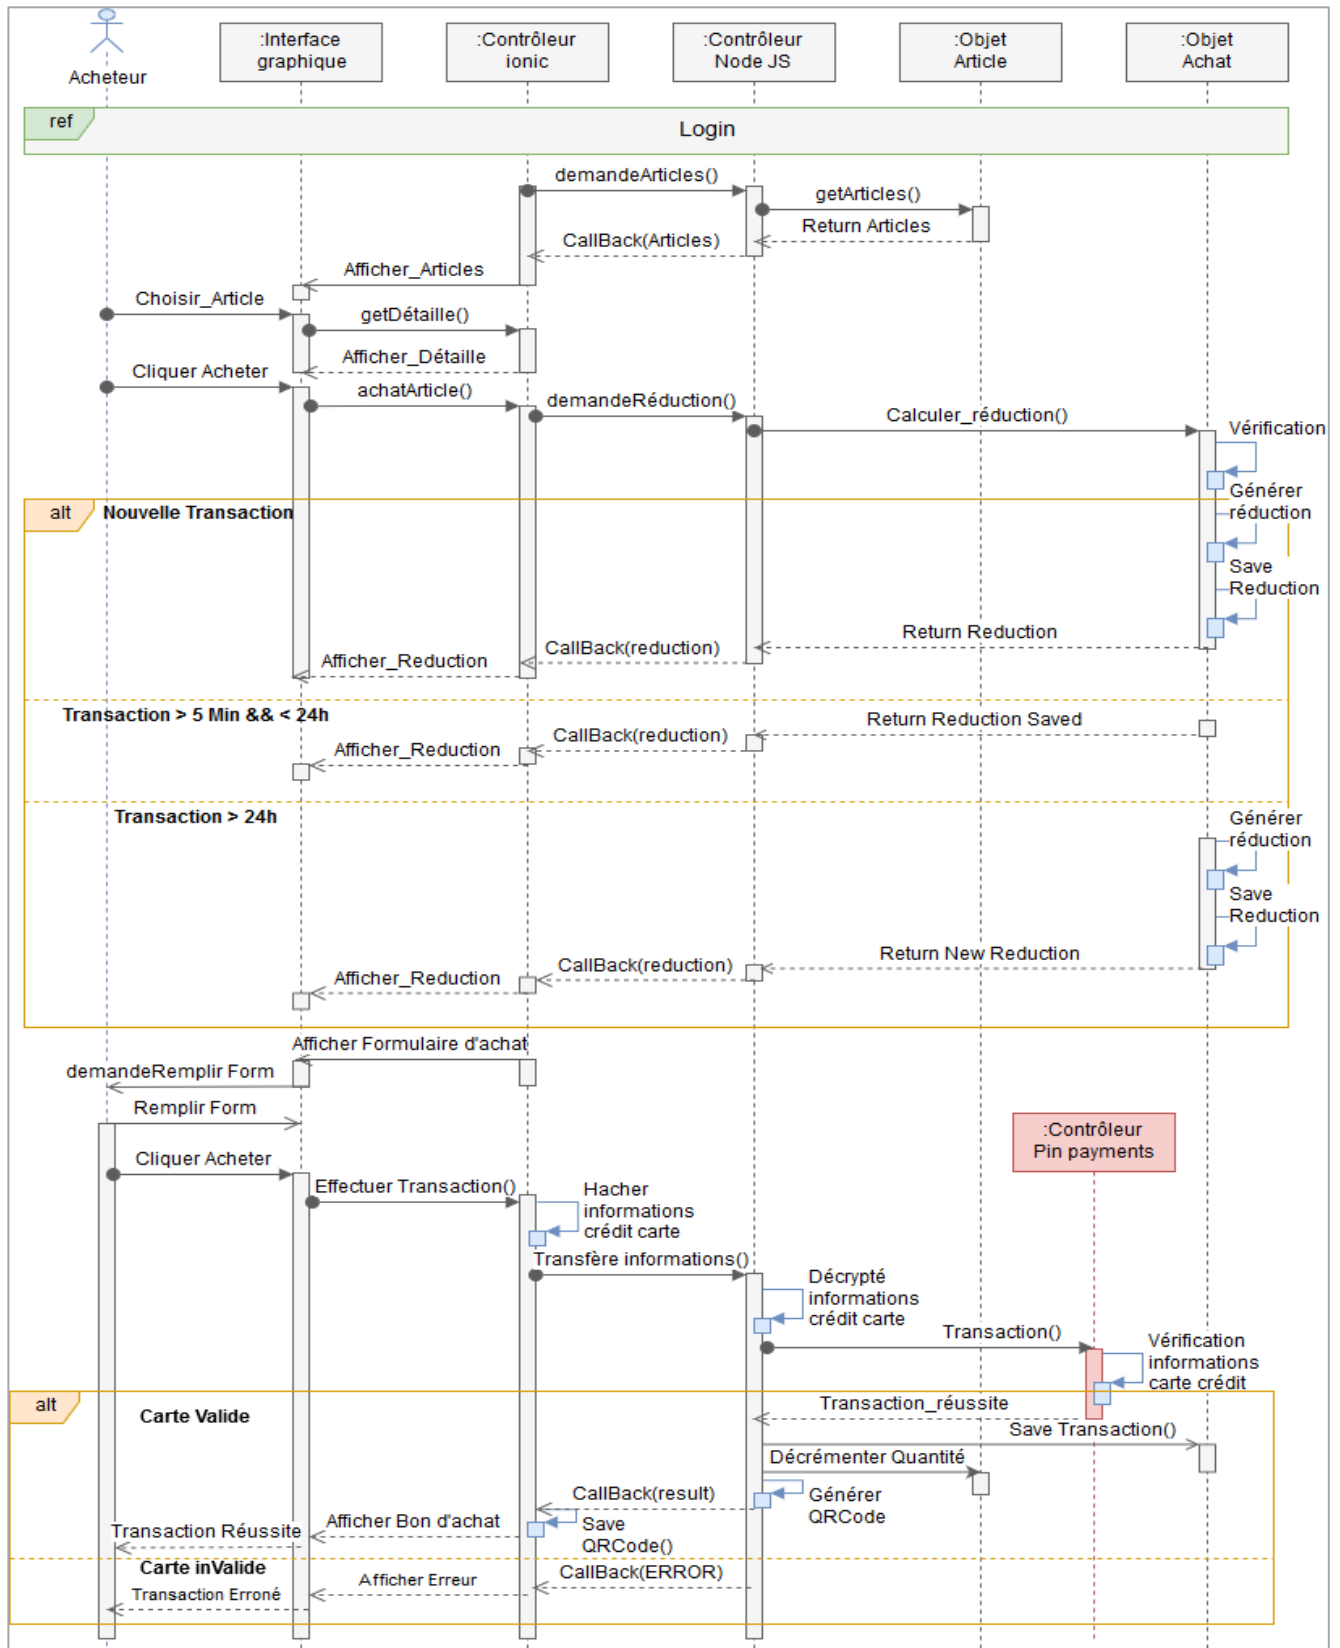 Acheteur
:Interface
graphique
:Contrôleur
ionic
:Contrôleur
Node JS
:Objet
Article
:Objet
Achat
ref
Login
demandeArticles()
getArticles()
Return Articles
CallBack(Articles)
Afficher_Articles
Choisir_Article
getDétaille()
Afficher_Détaille
Cliquer Acheter
achatArticle()
demandeRéduction()
Calculer_réduction()
Vérification
alt
Nouvelle Transaction
Générer
réduction
Save
Reduction
Return Reduction
CallBack(reduction)
Afficher_Reduction
Transaction > 5 Min && < 24h
Return Reduction Saved
CallBack(reduction)
Afficher_Reduction
Transaction > 24h
Générer
réduction
Save
Reduction
Return New Reduction
CallBack(reduction)
Afficher_Reduction
Afficher Formulaire d'achat
demandeRemplir Form
Remplir Form
:Contrôleur
Pin payments
Cliquer Acheter
Effectuer Transaction()
Hacher
informations
crédit carte
Transfère informations()
Décrypté
informations
crédit carte
Transaction()
Vérification
informations
carte crédit
alt
Carte Valide
Transaction_réussite
Save Transaction()
Décrémenter Quantité
Générer
QRCode
CallBack(result)
Save
QRCode()
Afficher Bon d'achat
Transaction Réussite
Carte inValide
CallBack(ERROR)
Afficher Erreur
Transaction Erroné